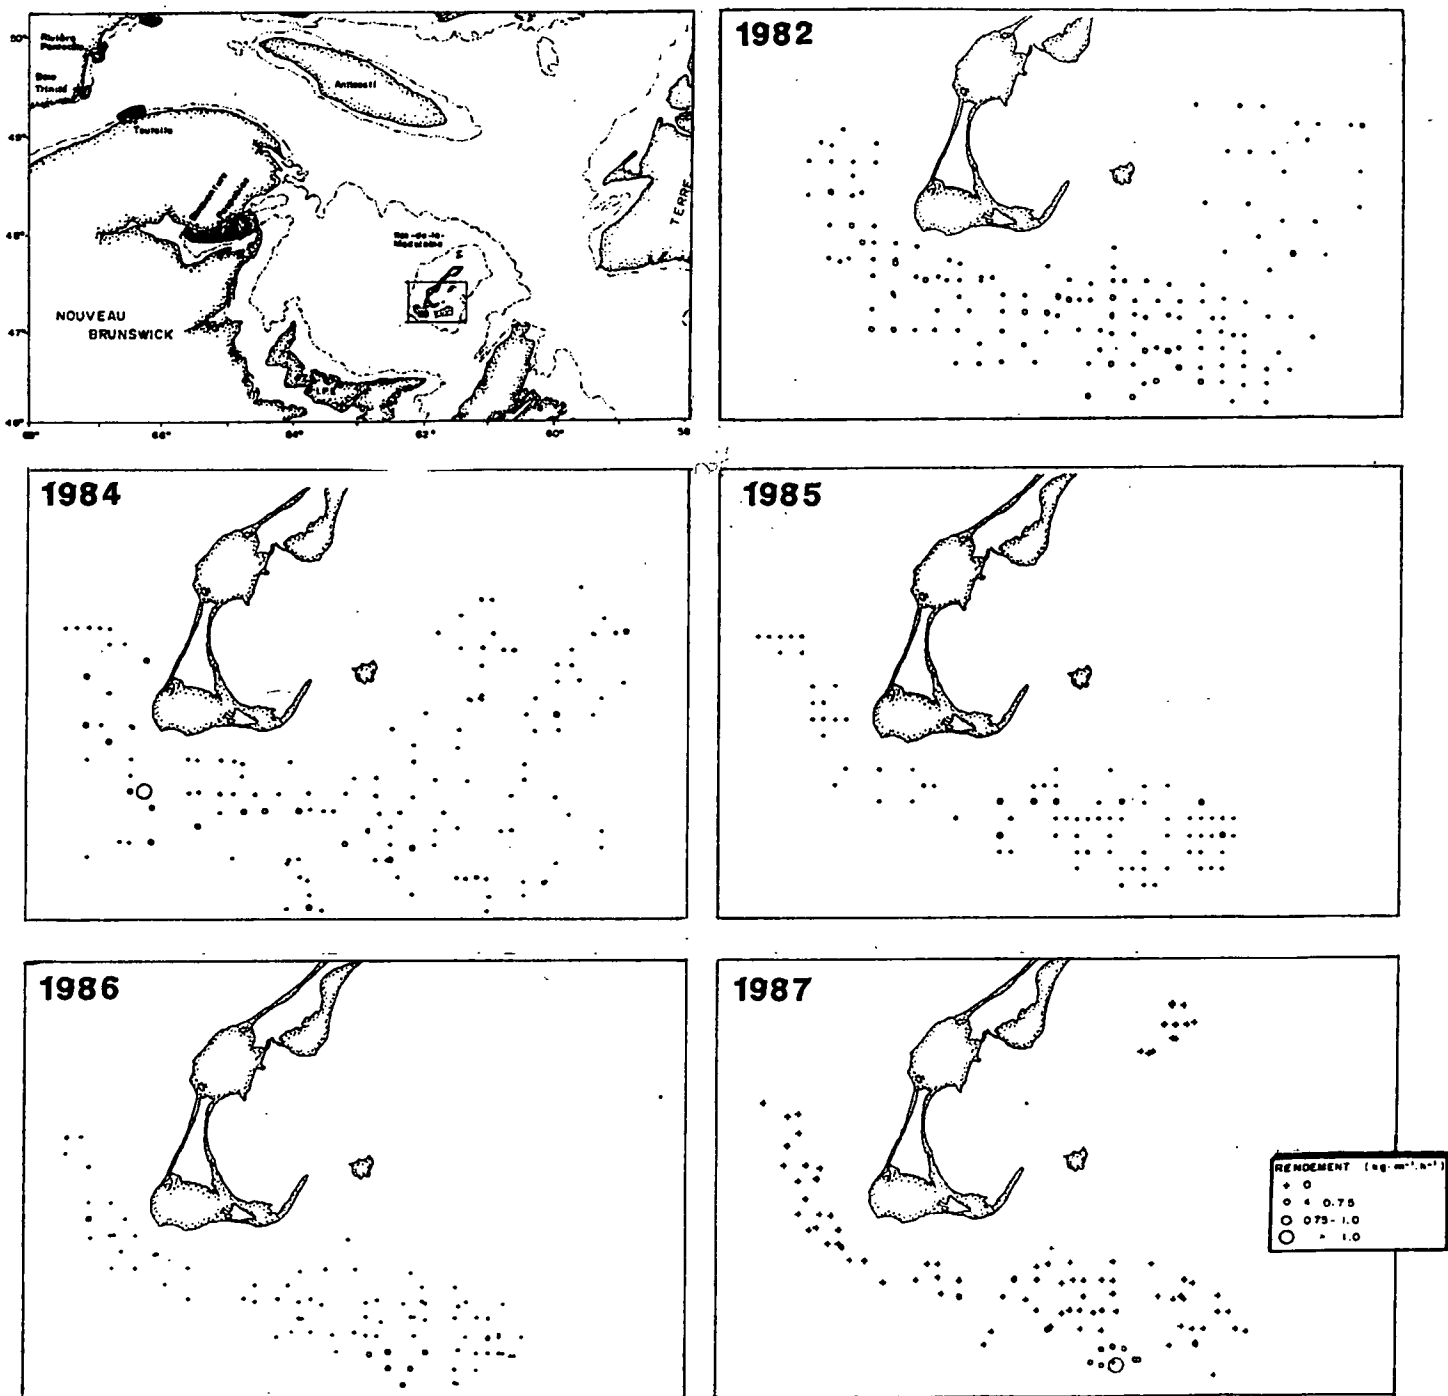 50°
Rivière
Baie
Trinité
Anticosti
49°
Tourelle
TERRE
48°
Iles-de-la-
Madeleine
NOUVEAU
BRUNSWICK
47°
I.P.E.
46°
66°
64°
62°
60°
58
1982
1984
1985
1986
1987
RENDEMENT (kg·m⁻¹·h⁻¹)
+ 0
0.75
0.75 - 1.0
> 1.0